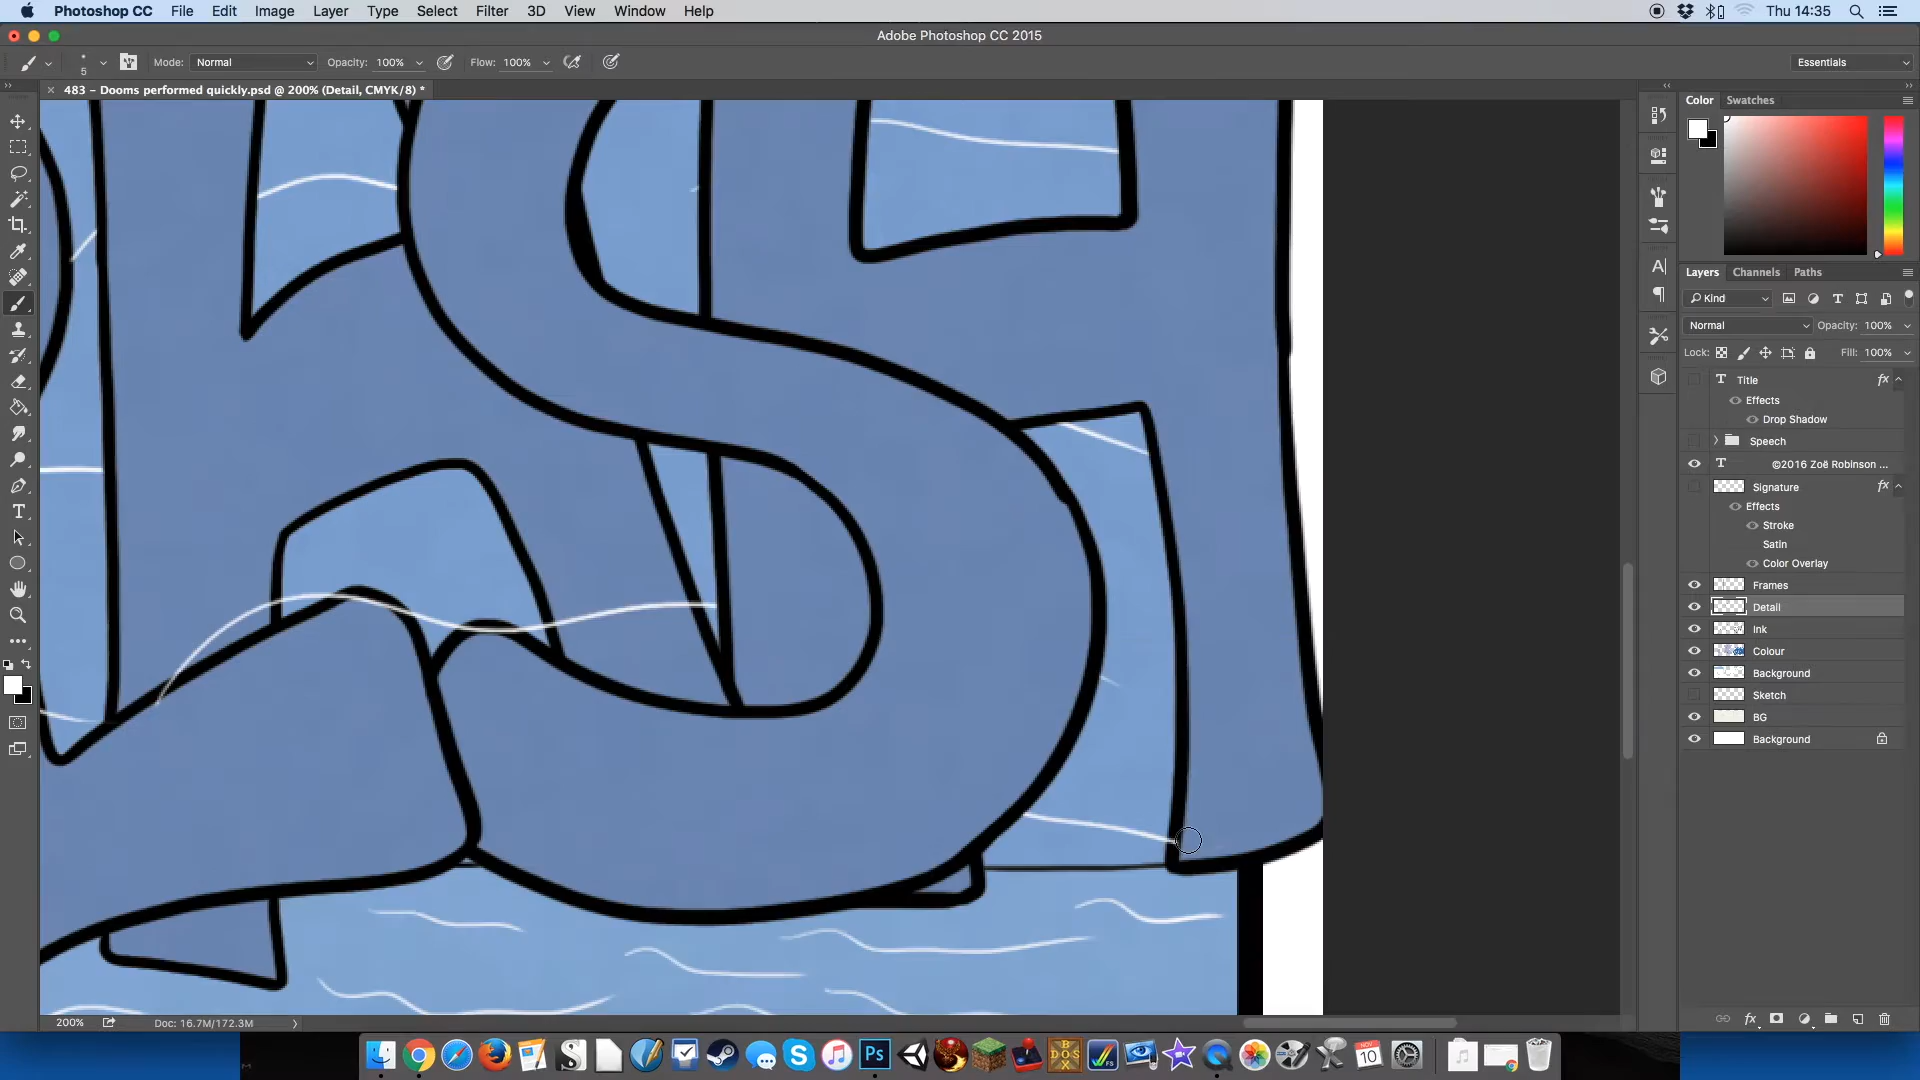 Photoshop CC File Edit Image Layer Type Select Filter 3D View Window Help Thu 14:35
Adobe Photoshop CC 2015
5 Mode: Normal Opacity: 100% Flow: 100% Essentials
483 – Dooms performed quickly.psd @ 200% (Detail, CMYK/8) *
Color Swatches
Layers Channels Paths
Kind
Normal Opacity: 100%
Lock: Fill: 100%
T Title fx
Effects
Drop Shadow
Speech
T ©2016 Zoë Robinson ...
Signature fx
Effects
Stroke
Satin
Color Overlay
Frames
Detail
Ink
Colour
Background
Sketch
BG
Background
200% Doc: 16.7M/172.3M